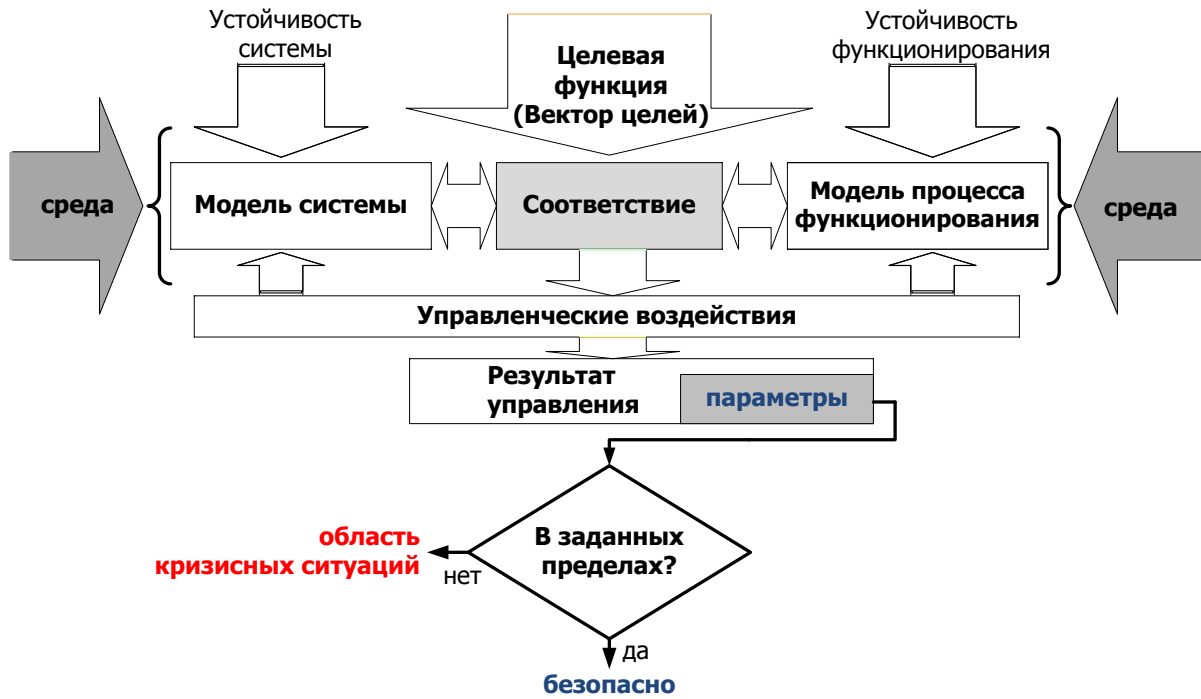 Устойчивость
системы
Целевая
функция
(Вектор целей)
Устойчивость
функционирования
среда
Модель системы
Соответствие
Модель процесса
функционирования
среда
Управленческие воздействия
Результат
управления
параметры
В заданных
пределах?
область
кризисных ситуаций
нет
да
безопасно